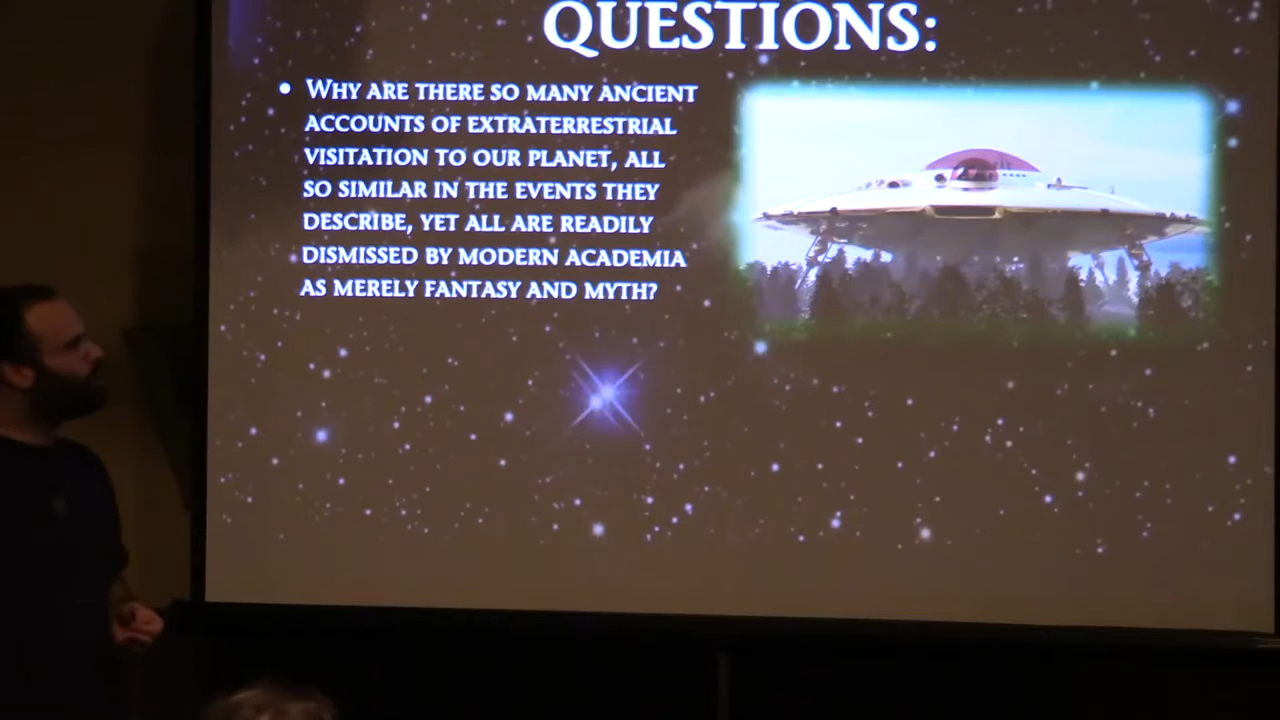 QUESTIONS:
• WHY ARE THERE SO MANY ANCIENT
ACCOUNTS OF EXTRATERRESTRIAL
VISITATION TO OUR PLANET, ALL
SO SIMILAR IN THE EVENTS THEY
DESCRIBE, YET ALL ARE READILY
DISMISSED BY MODERN ACADEMIA
AS MERELY FANTASY AND MYTH?